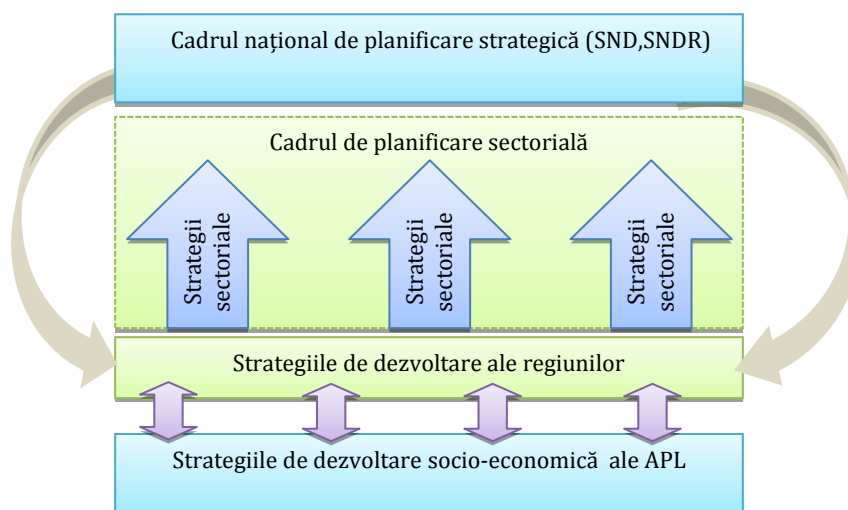 Cadrul național de planificare strategică (SND,SNDR)
Cadrul de planificare sectorială
Strategii
sectoriale
Strategii
sectoriale
Strategii
sectoriale
Strategiile de dezvoltare ale regiunilor
Strategiile de dezvoltare socio-economică ale APL